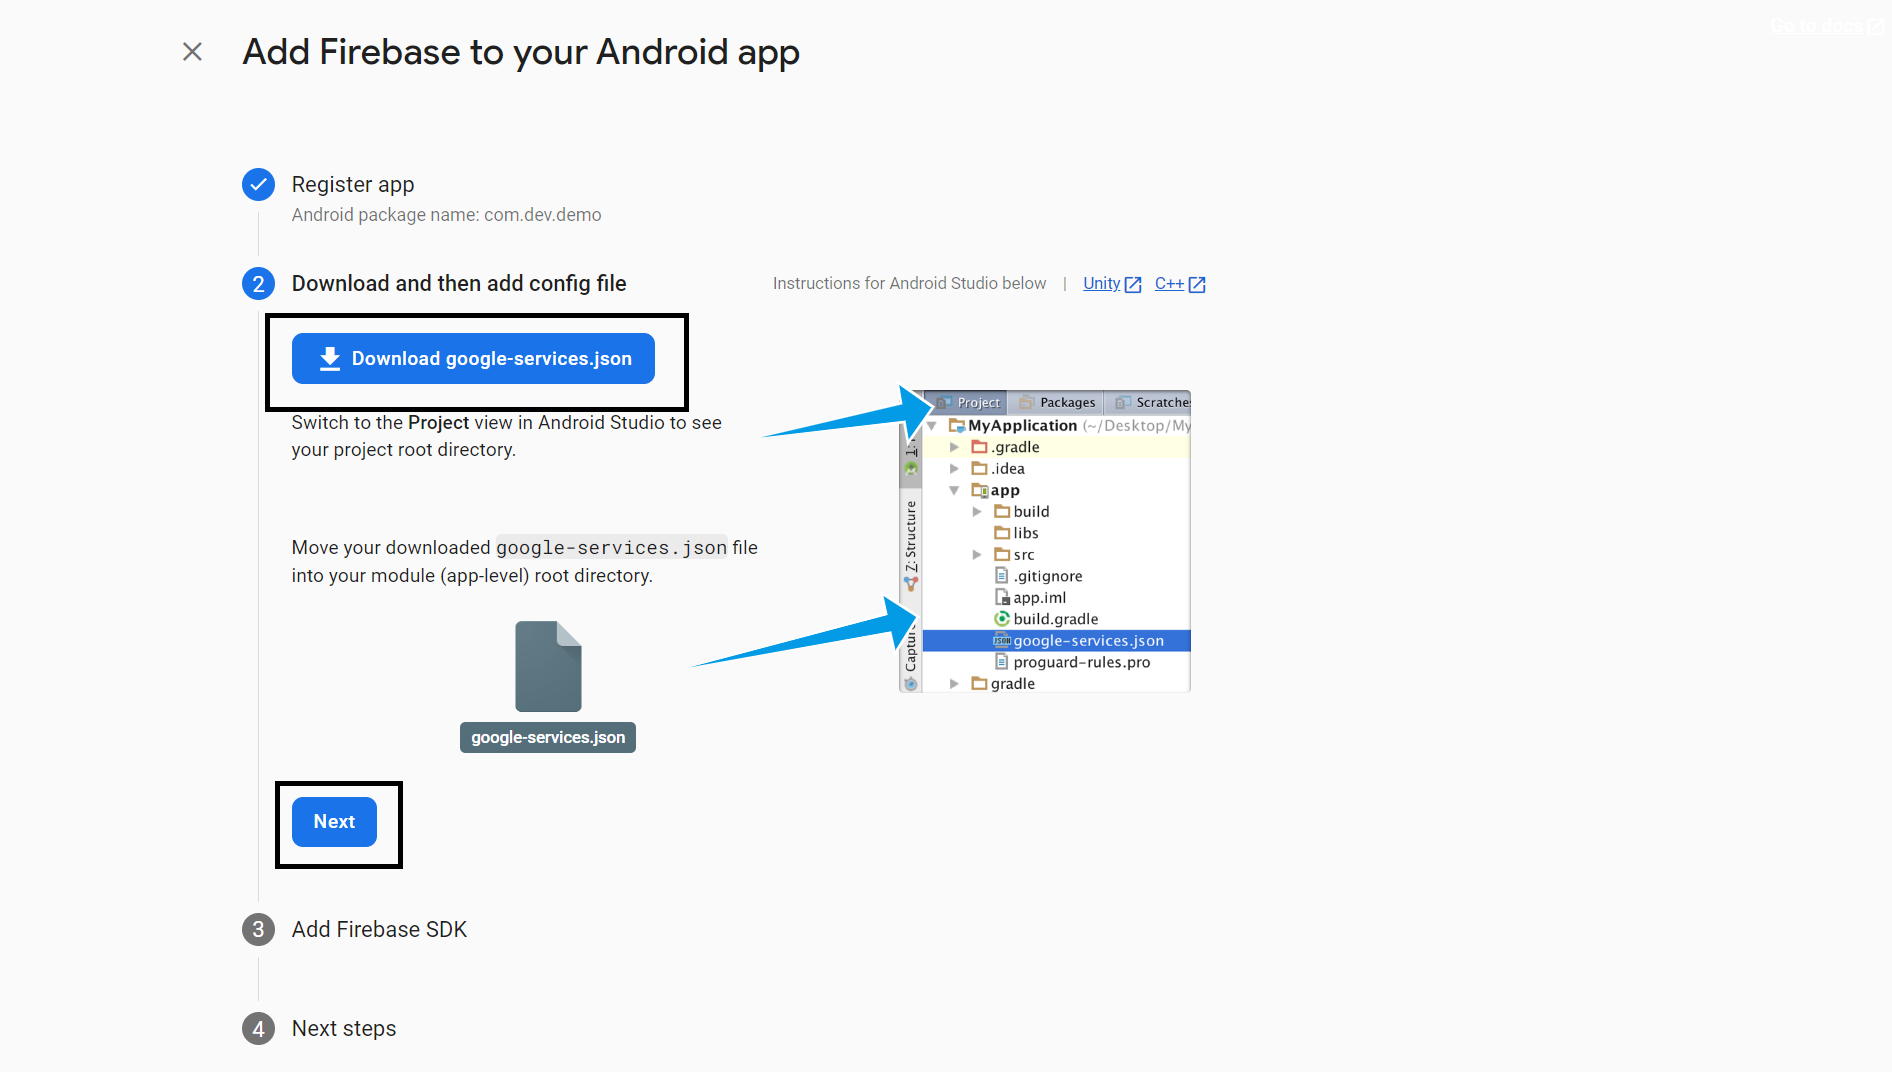 Go to docs
Add Firebase to your Android app
Register app
Android package name: com.dev.demo
2
Download and then add config file
Instructions for Android Studio below | Unity C++
Download google-services.json
Switch to the Project view in Android Studio to see
your project root directory.
Move your downloaded google-services.json file
into your module (app-level) root directory.
google-services.json
Project Packages Scratches
MyApplication (~/Desktop/My
.gradle
.idea
app
build
libs
src
.gitignore
app.iml
build.gradle
google-services.json
proguard-rules.pro
gradle
1:
Z: Structure
Next
3
Add Firebase SDK
4
Next steps